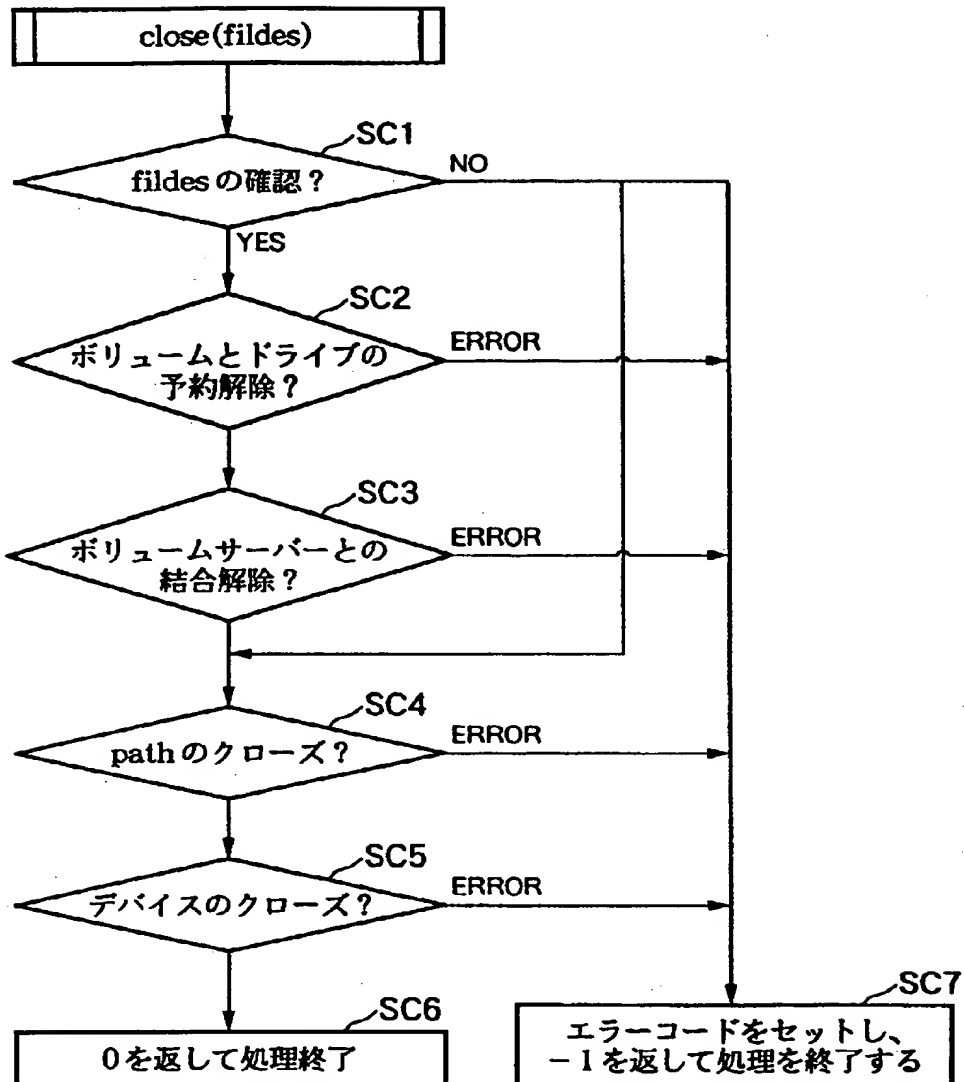 close(fildes)
SC1
fildesの確認？
NO
YES
SC2
ボリュームとドライブの
予約解除？
ERROR
SC3
ボリュームサーバーとの
結合解除？
ERROR
SC4
pathのクローズ？
ERROR
SC5
デバイスのクローズ？
ERROR
SC6
0を返して処理終了
SC7
エラーコードをセットし、
－1を返して処理を終了する